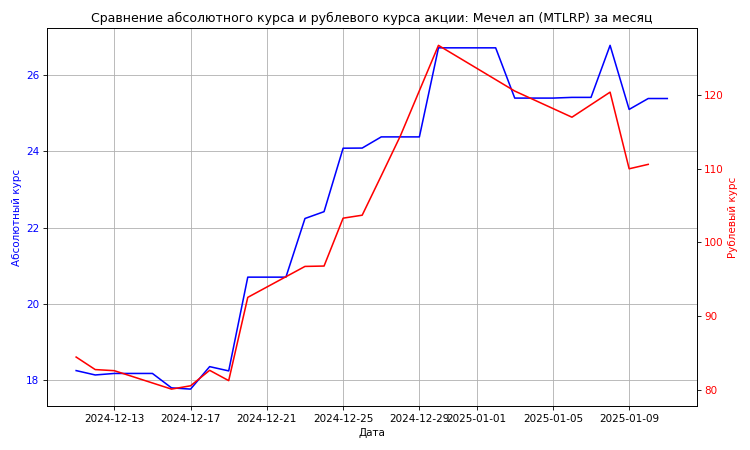 Сравнение абсолютного курса и рублевого курса акции: Мечел ап (MTLRP) за месяц
26
24
22
20
18
Абсолютный курс
120
110
100
90
80
Рублевый курс
2024-12-13 2024-12-17 2024-12-21 2024-12-25 2024-12-29 2025-01-01 2025-01-05 2025-01-09
Дата